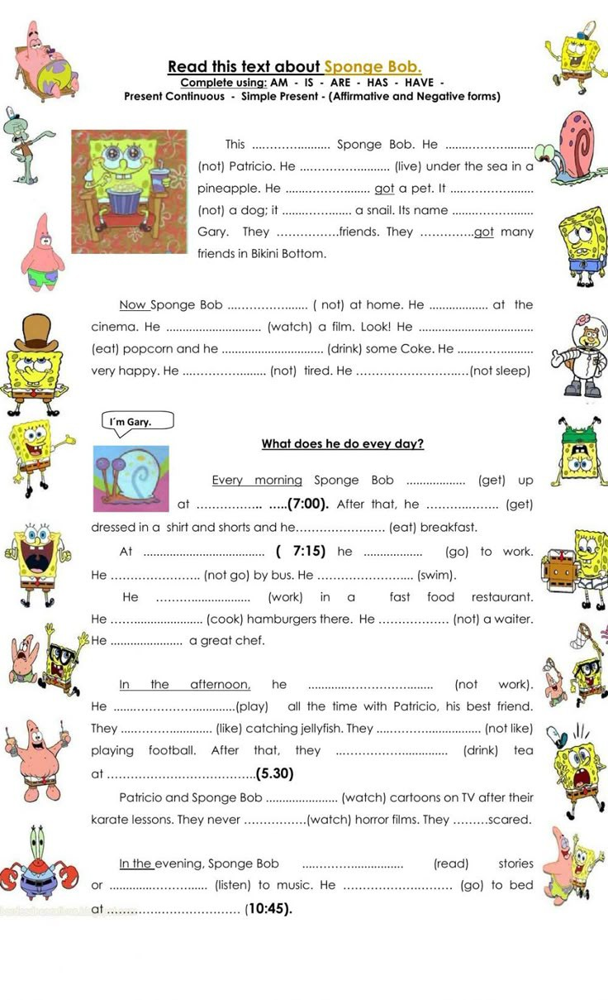 Read this text about Sponge Bob.
Complete using: AM - IS - ARE - HAS - HAVE -
Present Continuous - Simple Present - (Affirmative and Negative forms)
This ........................ Sponge Bob. He ...........................
(not) Patricio. He ........................... (live) under the sea in a
pineapple. He .......................... got a pet. It ..........................
(not) a dog; it ..................... a snail. Its name .........................
Gary. They ..................friends. They ................got many
friends in Bikini Bottom.
Now Sponge Bob ........................ ( not) at home. He .................. at the
cinema. He ............................. (watch) a film. Look! He ...................................
(eat) popcorn and he ............................... (drink) some Coke. He .......................
very happy. He ......................... (not) tired. He ..................................(not sleep)
I´m Gary.
What does he do evey day?
Every morning Sponge Bob .................. (get) up
at .................... .....(7:00). After that, he ...................... (get)
dressed in a shirt and shorts and he........................... (eat) breakfast.
At ..................................... ( 7:15) he .................. (go) to work.
He ........................... (not go) by bus. He ............................. (swim).
He ............................ (work) in a fast food restaurant.
He ............................ (cook) hamburgers there. He ..................... (not) a waiter.
He ...................... a great chef.
In the afternoon, he ...................................... (not work).
He .....................................(play) all the time with Patricio, his best friend.
They ............................ (like) catching jellyfish. They ................................ (not like)
playing football. After that, they .................................. (drink) tea
at .............................................(5.30)
Patricio and Sponge Bob ...................... (watch) cartoons on TV after their
karate lessons. They never ...................(watch) horror films. They .........scared.
In the evening, Sponge Bob ............................... (read) stories
or .............................. (listen) to music. He ................................. (go) to bed
at ........................................ (10:45).